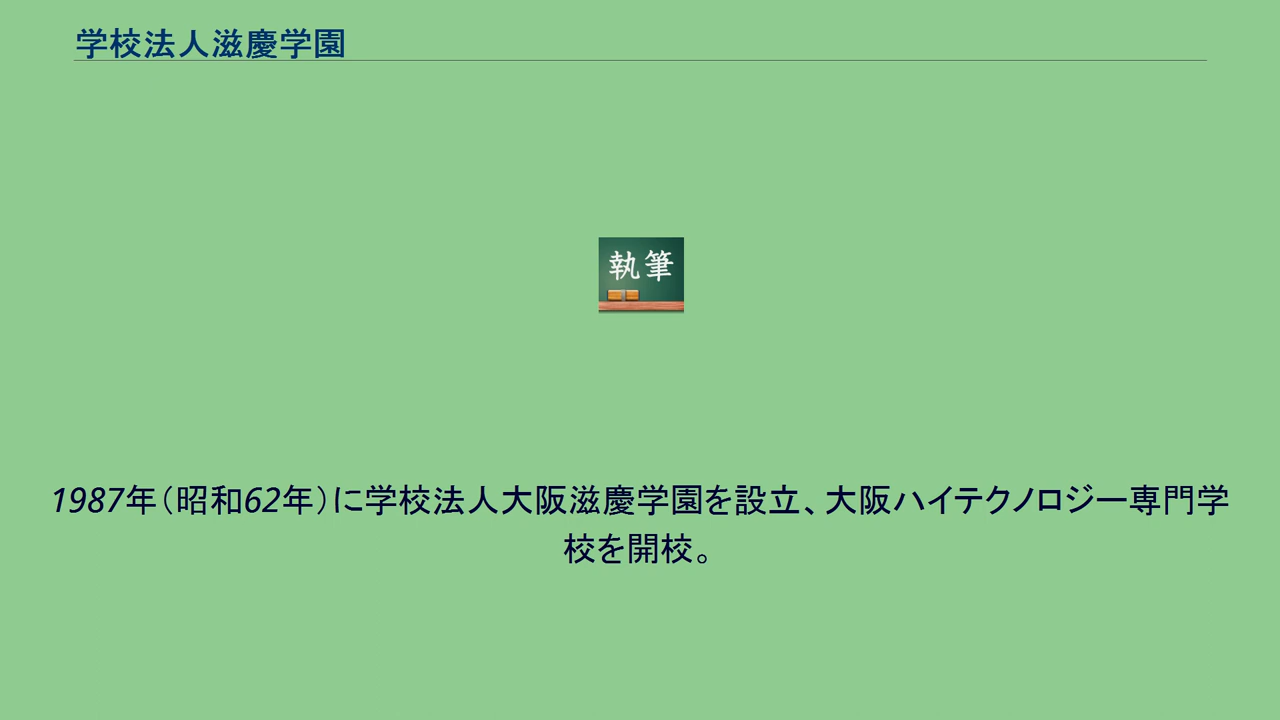 学校法人滋慶学園
執筆
1987年（昭和62年）に学校法人大阪滋慶学園を設立、大阪ハイテクノロジー専門学
校を開校。